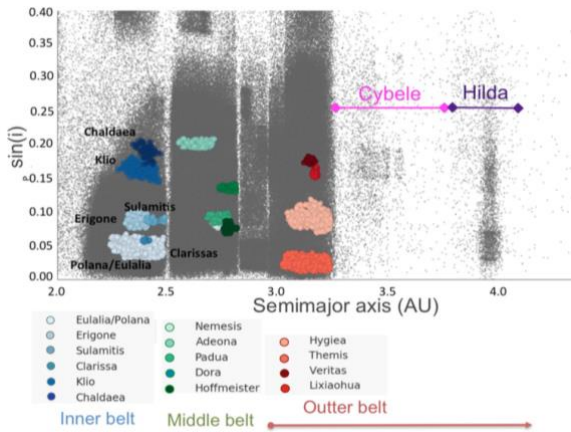 0.40
0.35
0.30
0.25
0.20
0.15
0.10
0.05
0.00
sin(i)
Cybele
Hilda
Chaldaea
Klio
Sulamitis
Erigone
Clarissas
Polana/Eulalia
2.0 2.5 3.0 3.5 4.0
Semimajor axis (AU)
Eulalia/Polana
Erigone
Sulamitis
Clarissa
Klio
Chaldaea
Inner belt
Nemesis
Adeona
Padua
Dora
Hoffmeister
Middle belt
Hygiea
Themis
Veritas
Lixiaohua
Outter belt